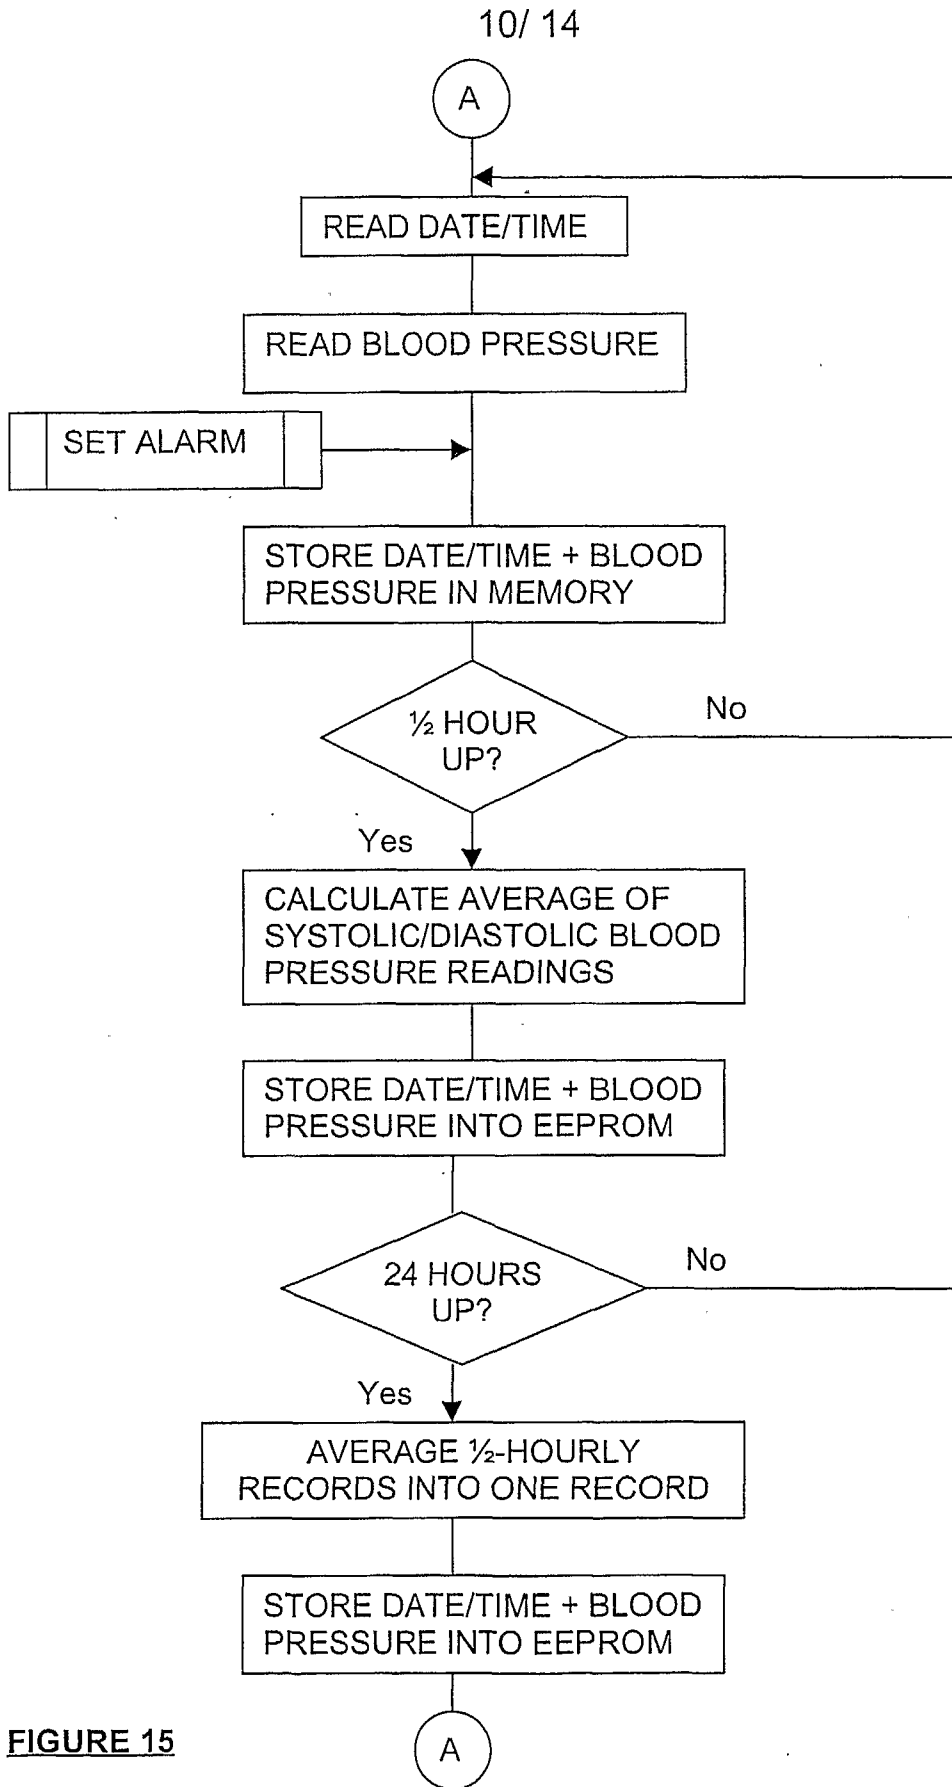 10/ 14
A
READ DATE/TIME
READ BLOOD PRESSURE
SET ALARM
STORE DATE/TIME + BLOOD
PRESSURE IN MEMORY
½ HOUR
UP?
No
Yes
CALCULATE AVERAGE OF
SYSTOLIC/DIASTOLIC BLOOD
PRESSURE READINGS
STORE DATE/TIME + BLOOD
PRESSURE INTO EEPROM
24 HOURS
UP?
No
Yes
AVERAGE ½-HOURLY
RECORDS INTO ONE RECORD
STORE DATE/TIME + BLOOD
PRESSURE INTO EEPROM
FIGURE 15
A